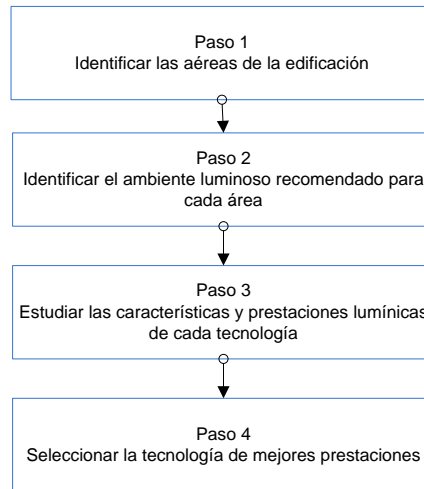 Paso 1
Identificar las aéreas de la edificación
Paso 2
Identificar el ambiente luminoso recomendado para
cada área
Paso 3
Estudiar las características y prestaciones lumínicas
de cada tecnología
Paso 4
Seleccionar la tecnología de mejores prestaciones